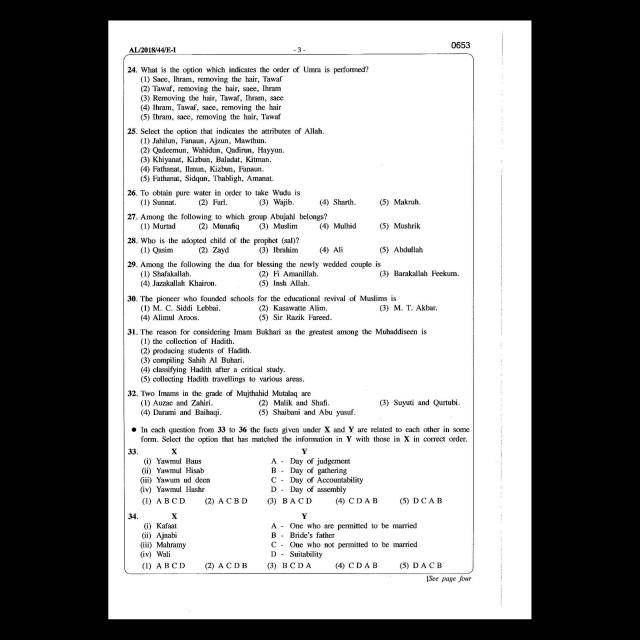 AL/2018/44/E-I
- 3 -
0653
24. What is the option which indicates the order of Umra is performed?
(1) Saee, Ihram, removing the hair, Tawaf
(2) Tawaf, removing the hair, saee, Ihram
(3) Removing the hair, Tawaf, Ihram, saee
(4) Ihram, Tawaf, saee, removing the hair
(5) Ihram, saee, removing the hair, Tawaf
25. Select the option that indicates the attributes of Allah.
(1) Jahilun, Fanaun, Ajzun, Mawthun.
(2) Qadeemun, Wahidun, Qadirun, Hayyun.
(3) Khiyanat, Kizbun, Baladat, Kitman.
(4) Fathanat, Ilmun, Kizbun, Fanaun.
(5) Fathanat, Sidqun, Thabligh, Amanat.
26. To obtain pure water in order to take Wudu is
(1) Sunnat. (2) Farl. (3) Wajib. (4) Sharth. (5) Makruh.
27. Among the following to which group Abujahl belongs?
(1) Murtad (2) Munafiq (3) Muslim (4) Mulhid (5) Mushrik
28. Who is the adopted child of the prophet (sal)?
(1) Qasim (2) Zayd (3) Ibrahim (4) Ali (5) Abdullah
29. Among the following the dua for blessing the newly wedded couple is
(1) Shafakallah. (2) Fi Amanillah. (3) Barakallah Feekum.
(4) Jazakallah Khairon. (5) Insh Allah.
30. The pioneer who founded schools for the educational revival of Muslims is
(1) M. C. Siddi Lebbai. (2) Kasawatte Alim. (3) M. T. Akbar.
(4) Alimul Aroos. (5) Sir Razik Fareed.
31. The reason for considering Imam Bukhari as the greatest among the Muhaddiseen is
(1) the collection of Hadith.
(2) producing students of Hadith.
(3) compiling Sahih Al Buhari.
(4) classifying Hadith after a critical study.
(5) collecting Hadith travellings to various areas.
32. Two Imams in the grade of Mujthahid Mutalaq are
(1) Auzae and Zahiri. (2) Malik and Shafi. (3) Suyuti and Qurtubi.
(4) Darami and Baihaqi. (5) Shaibani and Abu yusuf.
● In each question from 33 to 36 the facts given under X and Y are related to each other in some
form. Select the option that has matched the information in Y with those in X in correct order.
33. X Y
(i) Yawmul Baus A - Day of judgement
(ii) Yawmul Hisab B - Day of gathering
(iii) Yawum ud deen C - Day of Accountability
(iv) Yawmul Hashr D - Day of assembly
(1) A B C D (2) A C B D (3) B A C D (4) C D A B (5) D C A B
34. X Y
(i) Kafaat A - One who are permitted to be married
(ii) Ajnabi B - Bride's father
(iii) Mahramy C - One who not permitted to be married
(iv) Wali D - Suitability
(1) A B C D (2) A C D B (3) B C D A (4) C D A B (5) D A C B
[See page four